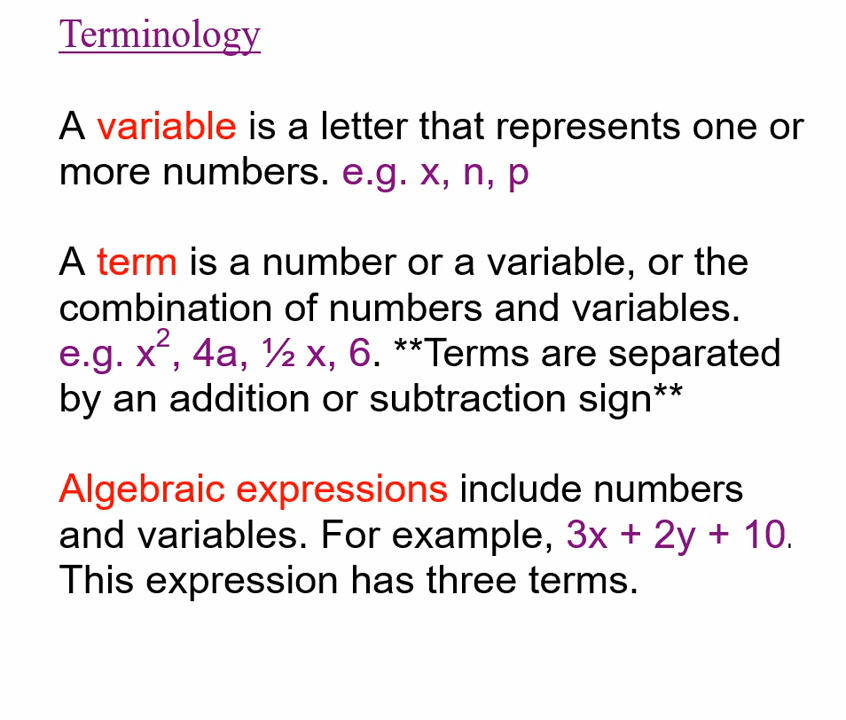 Terminology
A variable is a letter that represents one or
more numbers. e.g. x, n, p
A term is a number or a variable, or the
combination of numbers and variables.
e.g. x², 4a, ½ x, 6. **Terms are separated
by an addition or subtraction sign**
Algebraic expressions include numbers
and variables. For example, 3x + 2y + 10.
This expression has three terms.